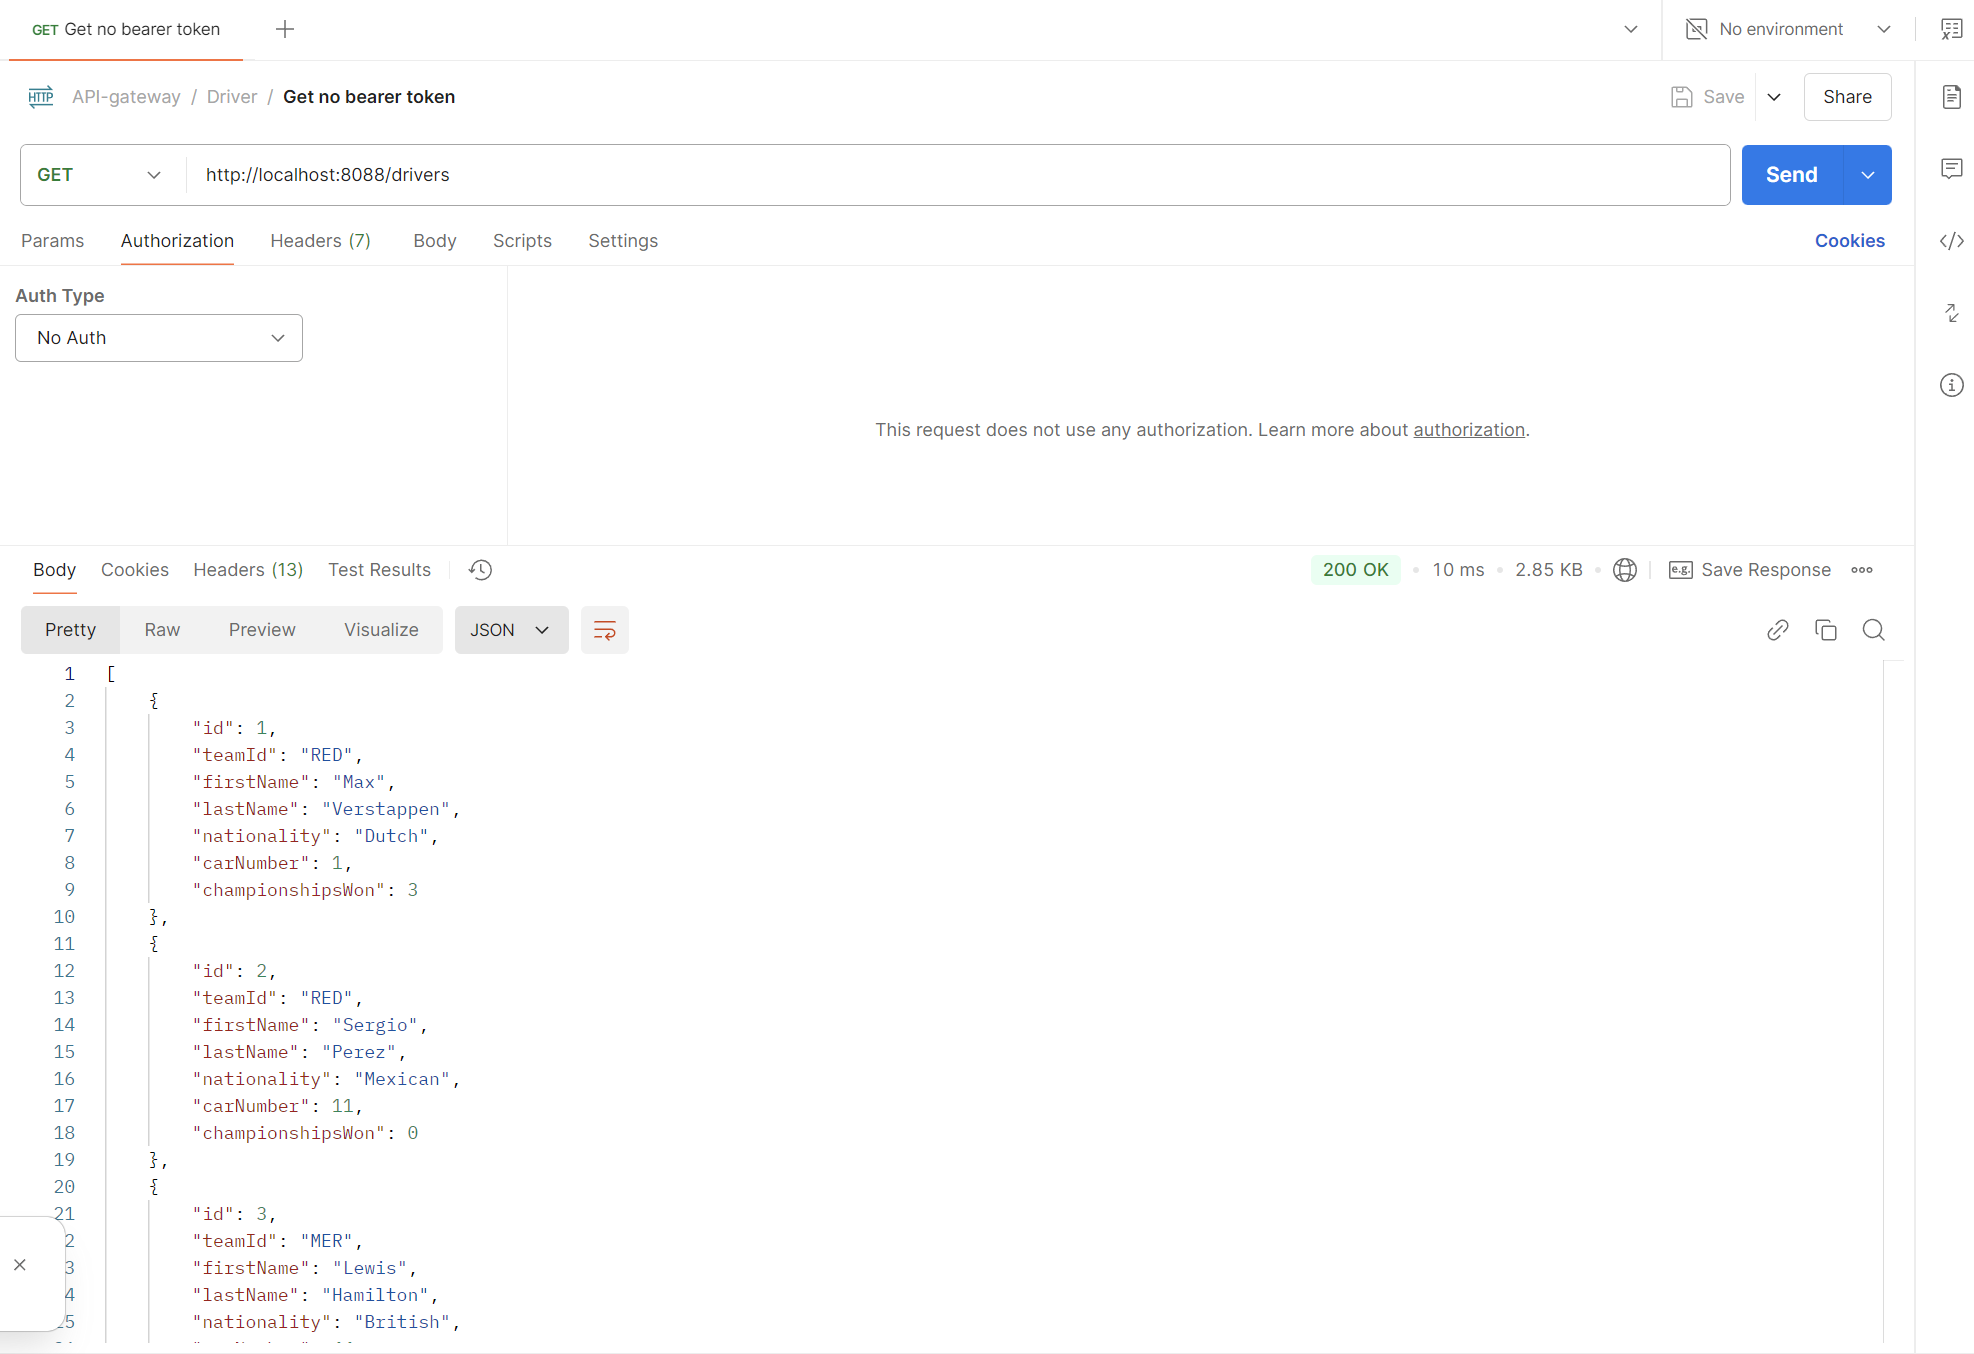 GET Get no bearer token
No environment
HTTP API-gateway / Driver / Get no bearer token
Save
Share
GET http://localhost:8088/drivers
Send
Params Authorization Headers (7) Body Scripts Settings
Cookies
Auth Type
No Auth
This request does not use any authorization. Learn more about authorization.
Body Cookies Headers (13) Test Results
200 OK • 10 ms • 2.85 KB • e.g. Save Response
Pretty Raw Preview Visualize JSON
1 [
2 {
3 "id": 1,
4 "teamId": "RED",
5 "firstName": "Max",
6 "lastName": "Verstappen",
7 "nationality": "Dutch",
8 "carNumber": 1,
9 "championshipsWon": 3
10 },
11 {
12 "id": 2,
13 "teamId": "RED",
14 "firstName": "Sergio",
15 "lastName": "Perez",
16 "nationality": "Mexican",
17 "carNumber": 11,
18 "championshipsWon": 0
19 },
20 {
21 "id": 3,
2 "teamId": "MER",
3 "firstName": "Lewis",
4 "lastName": "Hamilton",
5 "nationality": "British",